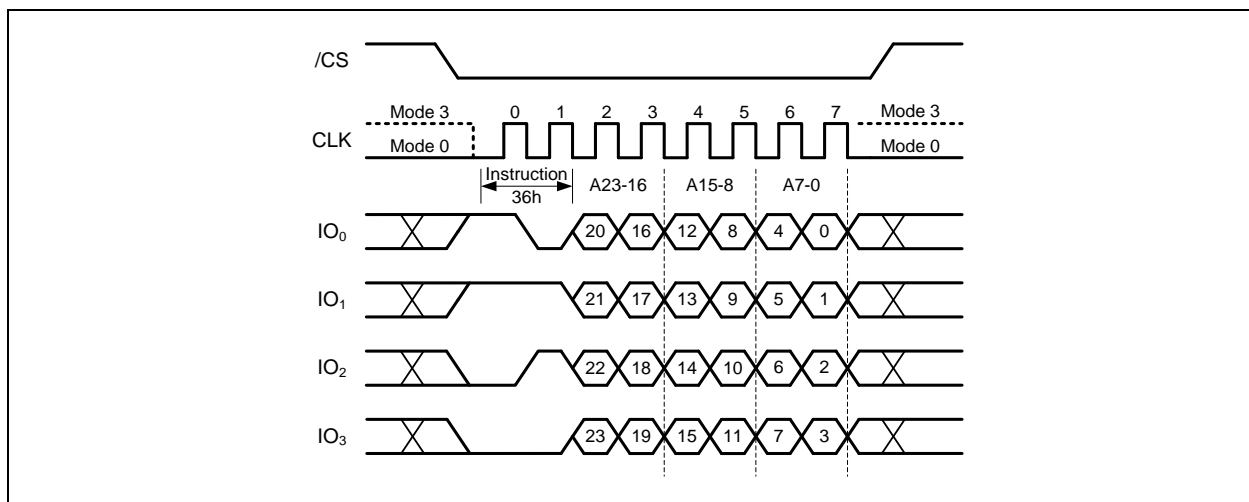 /CS
Mode 3 0 1 2 3 4 5 6 7 Mode 3
CLK
Mode 0 Mode 0
Instruction A23-16 A15-8 A7-0
36h
IO0 20 16 12 8 4 0
IO1 21 17 13 9 5 1
IO2 22 18 14 10 6 2
IO3 23 19 15 11 7 3